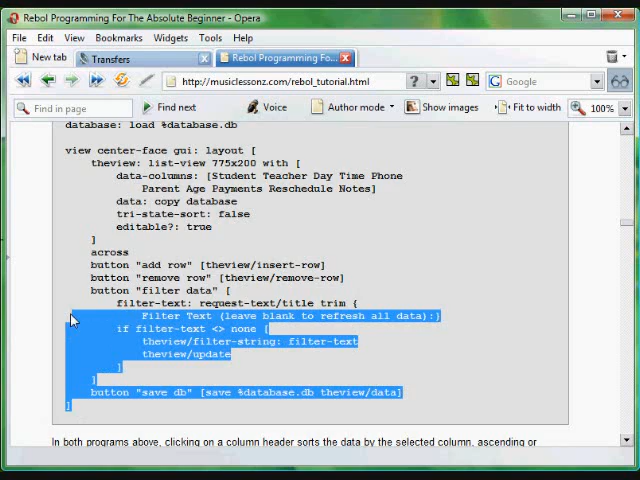 Rebol Programming For The Absolute Beginner - Opera
File Edit View Bookmarks Widgets Tools Help
New tab Transfers Rebol Programming Fo...
http://musiclessonz.com/rebol_tutorial.html ? Google
Find in page Find next Voice Author mode Show images Fit to width 100%
database: load %database.db
view center-face gui: layout [
theview: list-view 775x200 with [
data-columns: [Student Teacher Day Time Phone
Parent Age Payments Reschedule Notes]
data: copy database
tri-state-sort: false
editable?: true
]
across
button "add row" [theview/insert-row]
button "remove row" [theview/remove-row]
button "filter data" [
filter-text: request-text/title trim {
Filter Text (leave blank to refresh all data):}
if filter-text <> none [
theview/filter-string: filter-text
theview/update
]
]
button "save db" [save %database.db theview/data]
]
In both programs above, clicking on a column header sorts the data by the selected column, ascending or